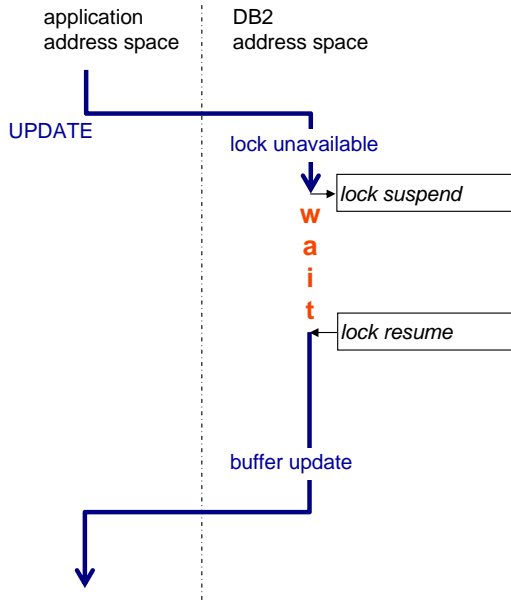 application
address space
DB2
address space
UPDATE
lock unavailable
lock suspend
w
a
i
t
lock resume
buffer update